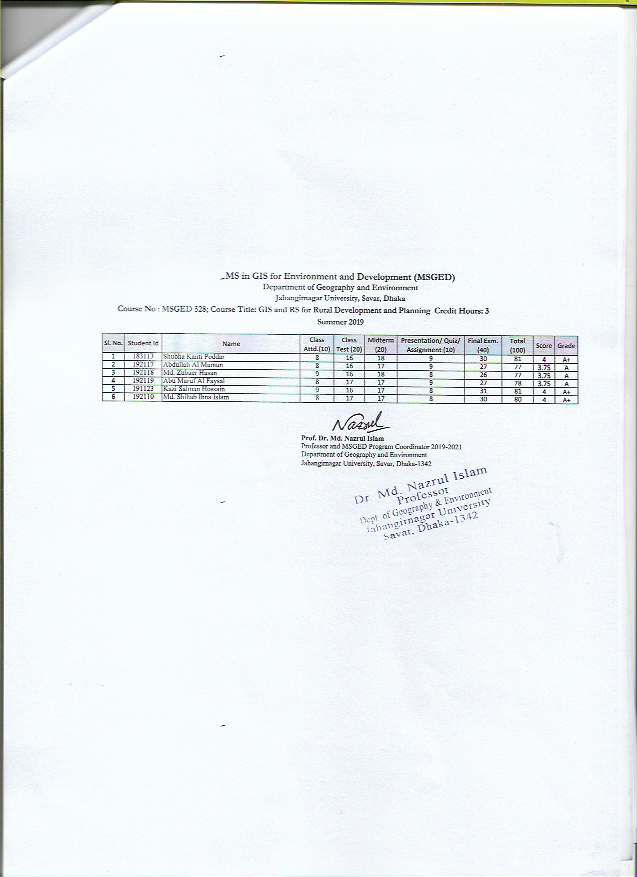 MS in GIS for Environment and Development (MSGED)
Department of Geography and Environment
Jahangirnagar University, Savar, Dhaka
Course No : MSGED 528; Course Title: GIS and RS for Rural Development and Planning Credit Hours: 3
Summer 2019
Sl. No. Student Id Name Class Attd.(10) Class Test (20) Midterm (20) Presentation/ Quiz/ Assignment (10) Final Exm. (40) Total (100) Score Grade
1 183113 Shubha Kanti Poddar 8 16 18 9 30 81 4 A+
2 192117 Abdullah Al Mamun 8 16 17 9 27 77 3.75 A
3 192118 Md. Zubaer Hasan 9 16 18 8 26 77 3.75 A
4 192119 Abu Maruf Al Faysal 8 17 17 9 27 78 3.75 A
5 191123 Kazi Salman Hossain 9 16 17 8 31 81 4 A+
6 192110 Md. Shihab Ibna Islam 8 17 17 8 30 80 4 A+
Nazrul
Prof. Dr. Md. Nazrul Islam
Professor and MSGED Program Coordinator 2019-2021
Department of Geography and Environment
Jahangirnagar University, Savar, Dhaka-1342
Dr Md. Nazrul Islam
Professor
Dept of Geography & Environment
Jahangirnagar University
Savar, Dhaka-1342